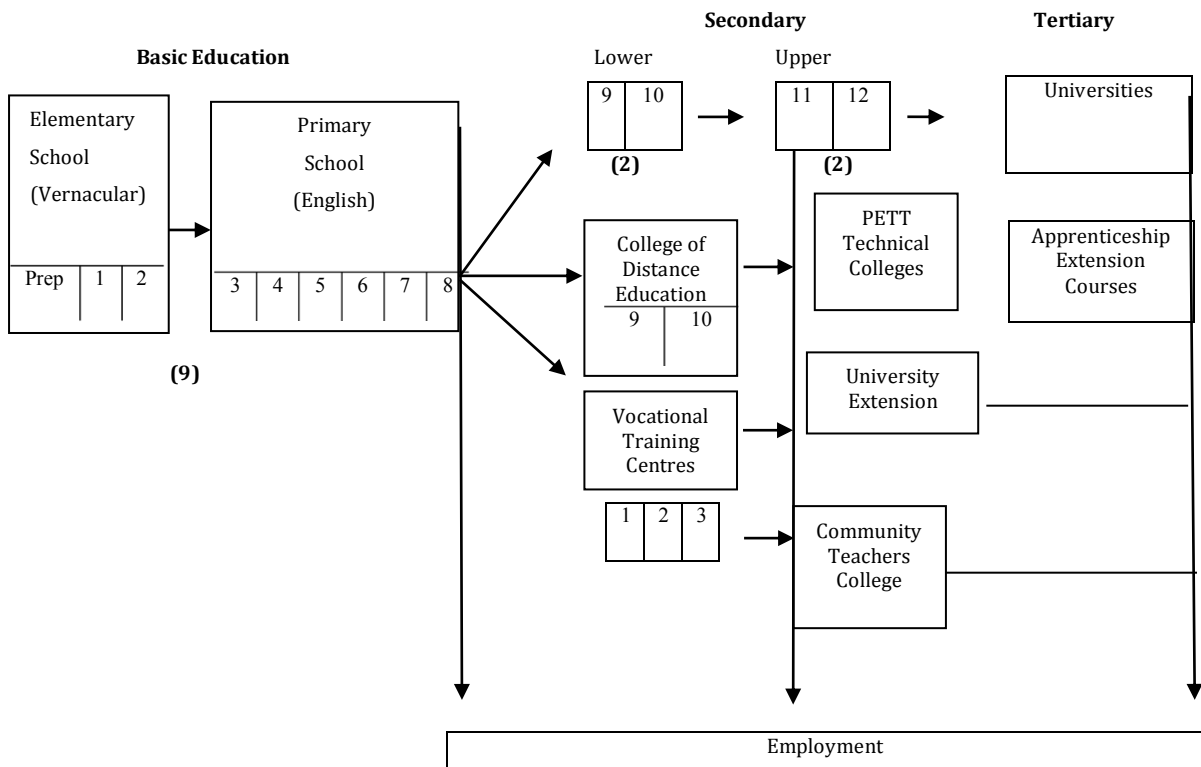 Secondary
Tertiary
Basic Education
Lower
Upper
Elementary
School
(Vernacular)
Prep
1
2
Primary
School
(English)
3
4
5
6
7
8
(9)
9
10
(2)
11
12
(2)
Universities
College of
Distance
Education
9
10
PETT
Technical
Colleges
Apprenticeship
Extension
Courses
Vocational
Training
Centres
1
2
3
University
Extension
Community
Teachers
College
Employment